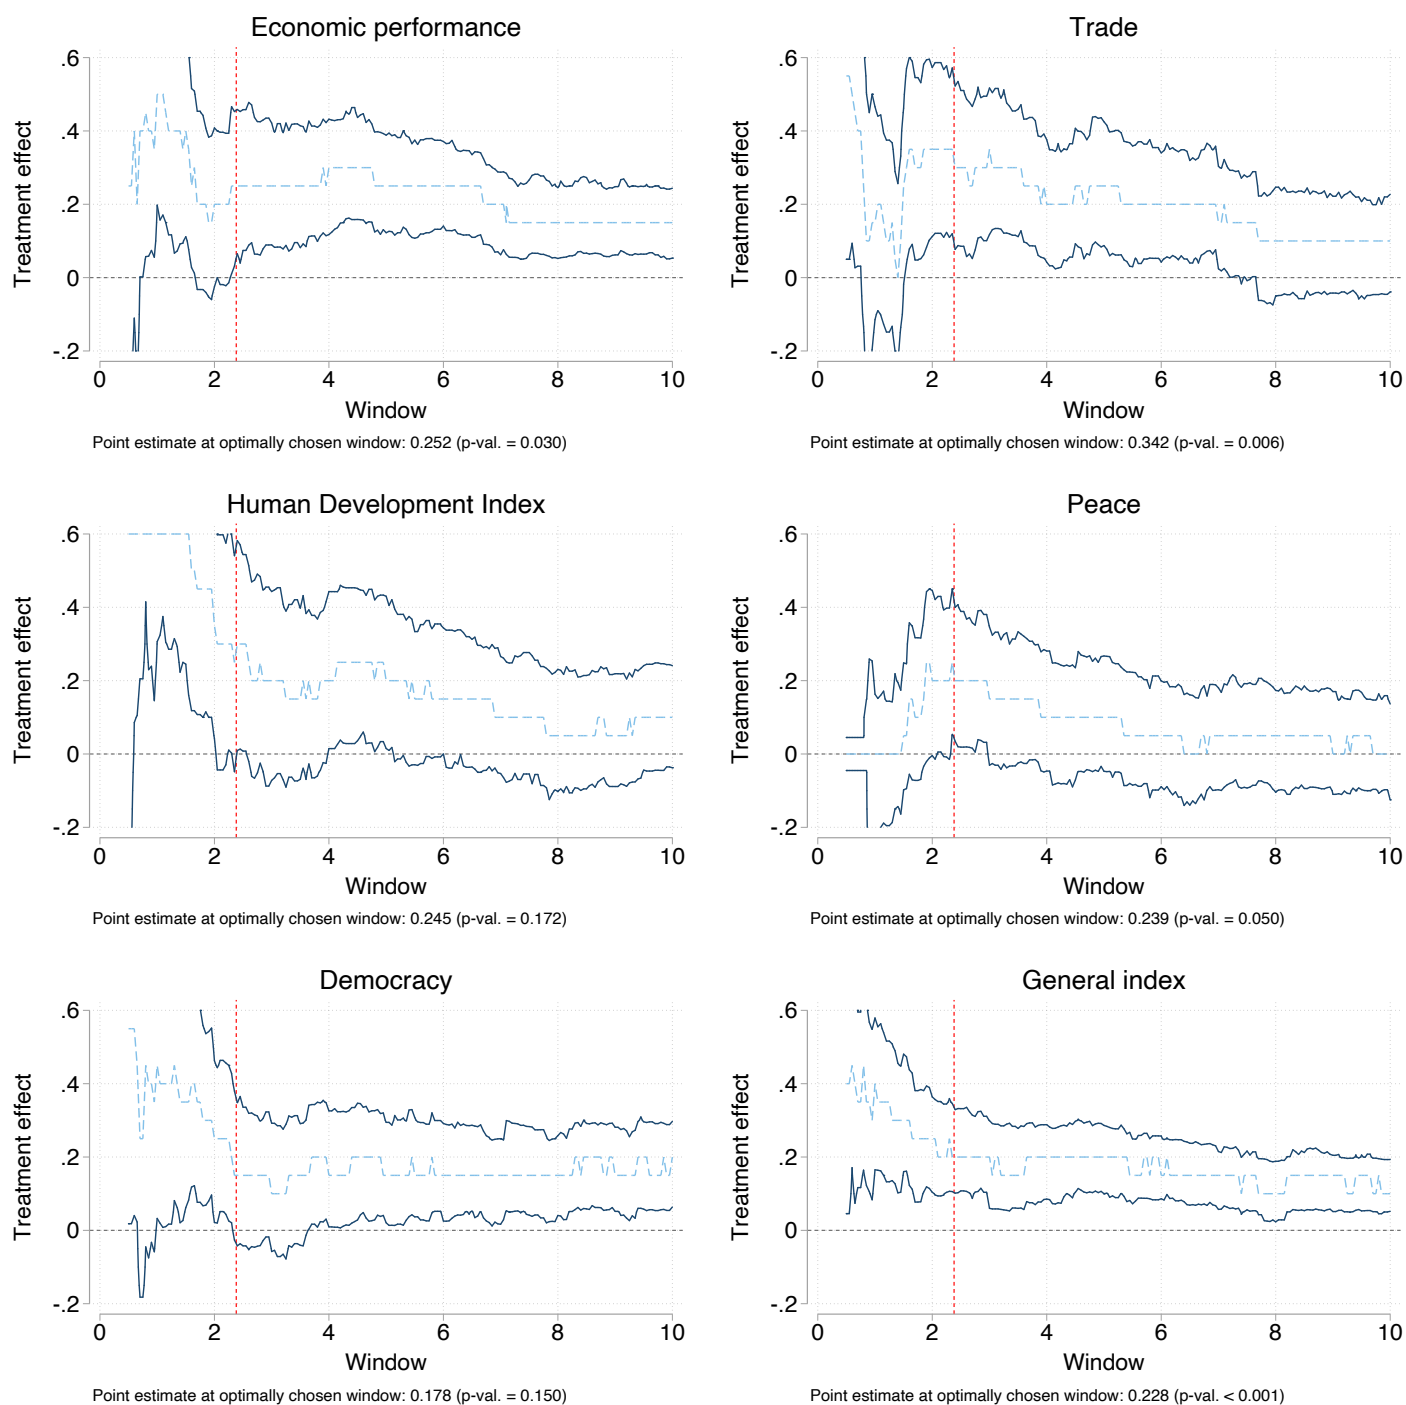 Economic performance
Treatment effect
.6
.4
.2
0
-.2
0 2 4 6 8 10
Window
Point estimate at optimally chosen window: 0.252 (p-val. = 0.030)
Trade
Treatment effect
.6
.4
.2
0
-.2
0 2 4 6 8 10
Window
Point estimate at optimally chosen window: 0.342 (p-val. = 0.006)
Human Development Index
Treatment effect
.6
.4
.2
0
-.2
0 2 4 6 8 10
Window
Point estimate at optimally chosen window: 0.245 (p-val. = 0.172)
Peace
Treatment effect
.6
.4
.2
0
-.2
0 2 4 6 8 10
Window
Point estimate at optimally chosen window: 0.239 (p-val. = 0.050)
Democracy
Treatment effect
.6
.4
.2
0
-.2
0 2 4 6 8 10
Window
Point estimate at optimally chosen window: 0.178 (p-val. = 0.150)
General index
Treatment effect
.6
.4
.2
0
-.2
0 2 4 6 8 10
Window
Point estimate at optimally chosen window: 0.228 (p-val. < 0.001)